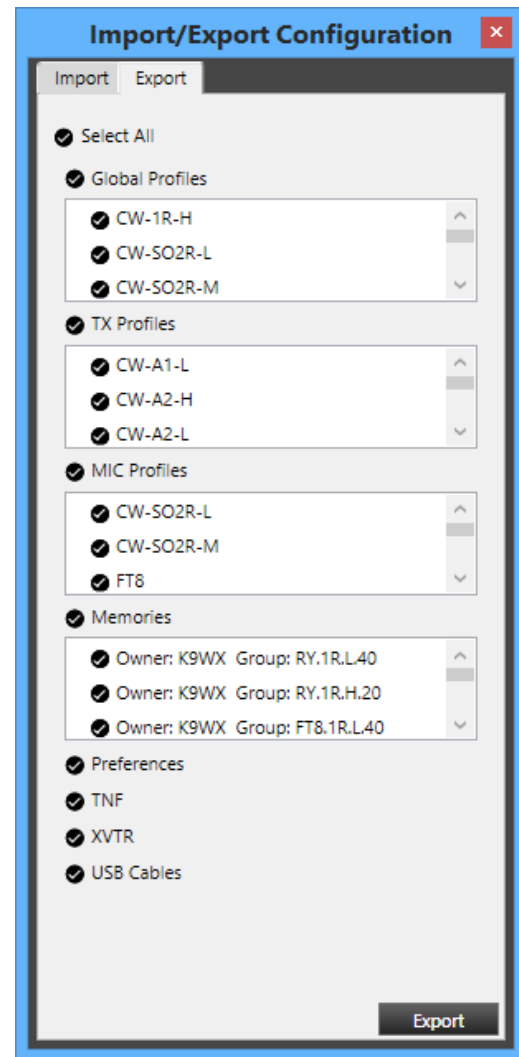 Import/Export Configuration
Import Export
Select All
Global Profiles
CW-1R-H
CW-SO2R-L
CW-SO2R-M
TX Profiles
CW-A1-L
CW-A2-H
CW-A2-L
MIC Profiles
CW-SO2R-L
CW-SO2R-M
FT8
Memories
Owner: K9WX Group: RY.1R.L.40
Owner: K9WX Group: RY.1R.H.20
Owner: K9WX Group: FT8.1R.L.40
Preferences
TNF
XVTR
USB Cables
Export